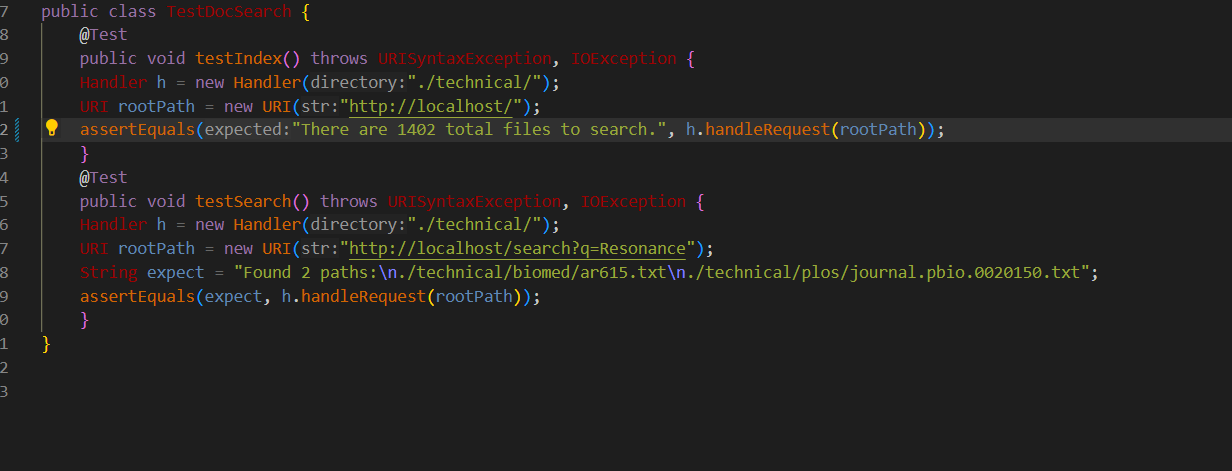 7 public class TestDocSearch {
8 @Test
9 public void testIndex() throws URISyntaxException, IOException {
0 Handler h = new Handler(directory:"./technical/");
1 URI rootPath = new URI(str:"http://localhost/");
2 assertEquals(expected:"There are 1402 total files to search.", h.handleRequest(rootPath));
3 }
4 @Test
5 public void testSearch() throws URISyntaxException, IOException {
6 Handler h = new Handler(directory:"./technical/");
7 URI rootPath = new URI(str:"http://localhost/search?q=Resonance");
8 String expect = "Found 2 paths:\n./technical/biomed/ar615.txt\n./technical/plos/journal.pbio.0020150.txt";
9 assertEquals(expect, h.handleRequest(rootPath));
0 }
1 }
2
3